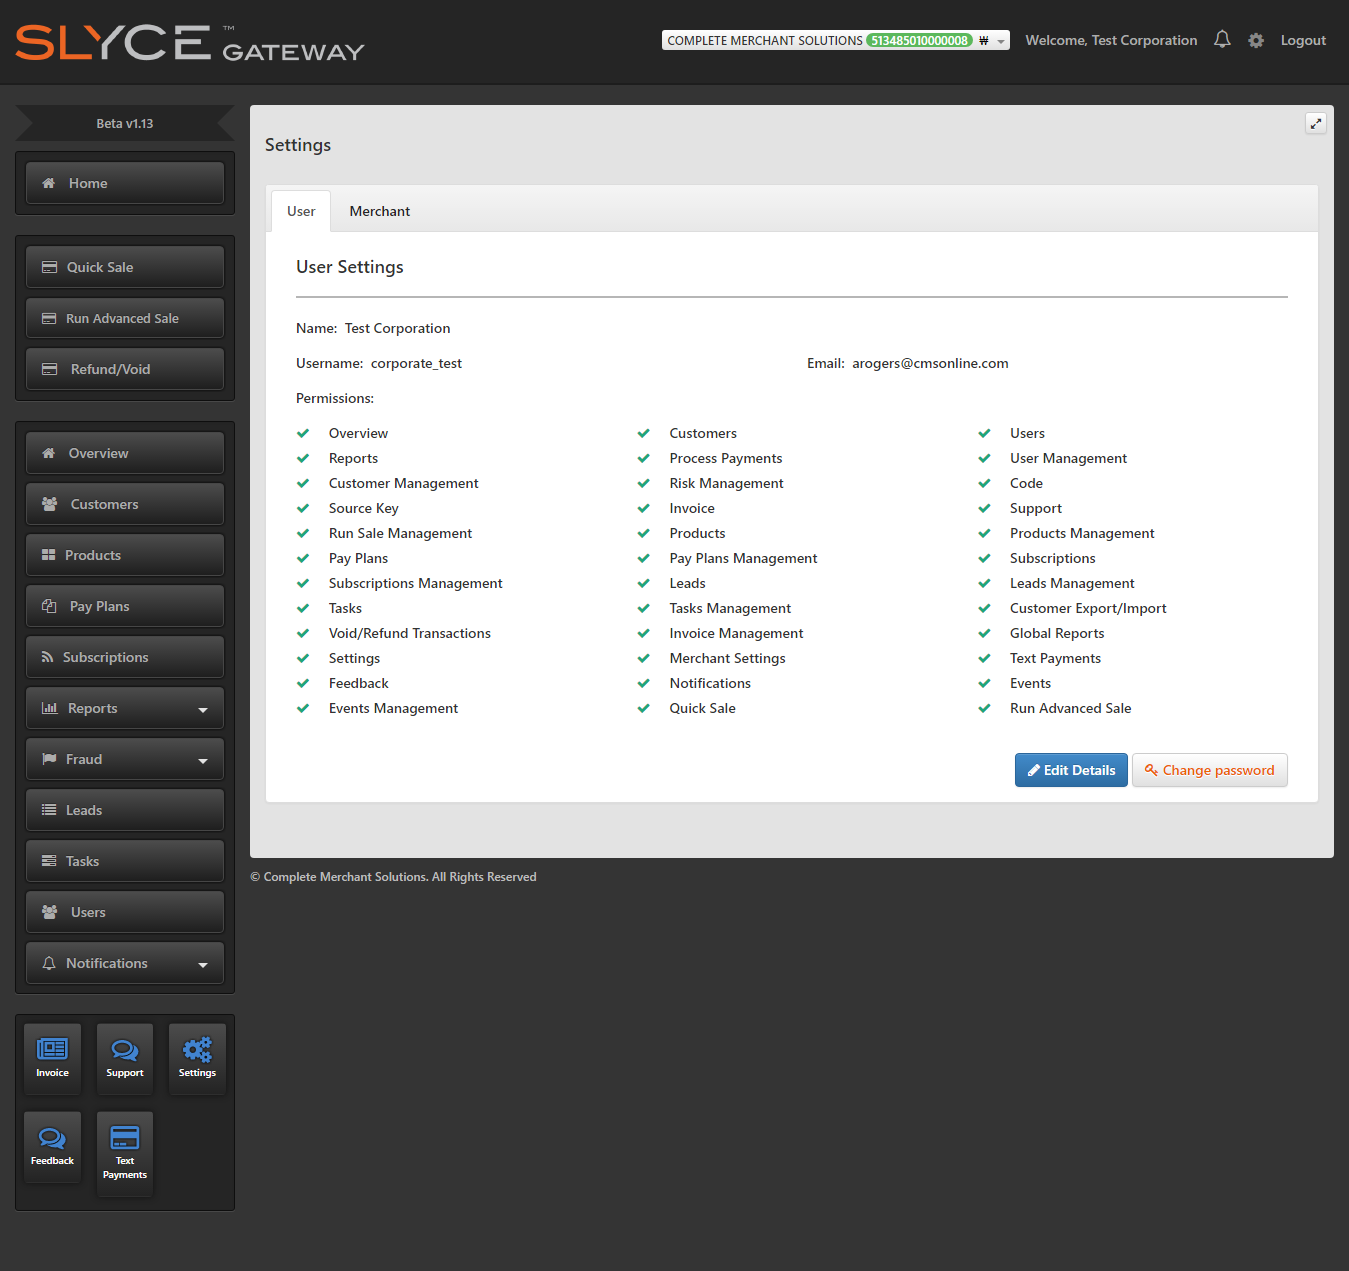 SLYCE™ GATEWAY
COMPLETE MERCHANT SOLUTIONS 513485010000008 ₩
Welcome, Test Corporation
Logout
Beta v1.13
Home
Quick Sale
Run Advanced Sale
Refund/Void
Overview
Customers
Products
Pay Plans
Subscriptions
Reports
Fraud
Leads
Tasks
Users
Notifications
Invoice
Support
Settings
Feedback
Text
Payments
Settings
User
Merchant
User Settings
Name: Test Corporation
Username: corporate_test
Email: arogers@cmsonline.com
Permissions:
Overview
Customers
Users
Reports
Process Payments
User Management
Customer Management
Risk Management
Code
Source Key
Invoice
Support
Run Sale Management
Products
Products Management
Pay Plans
Pay Plans Management
Subscriptions
Subscriptions Management
Leads
Leads Management
Tasks
Tasks Management
Customer Export/Import
Void/Refund Transactions
Invoice Management
Global Reports
Settings
Merchant Settings
Text Payments
Feedback
Notifications
Events
Events Management
Quick Sale
Run Advanced Sale
Edit Details
Change password
© Complete Merchant Solutions. All Rights Reserved